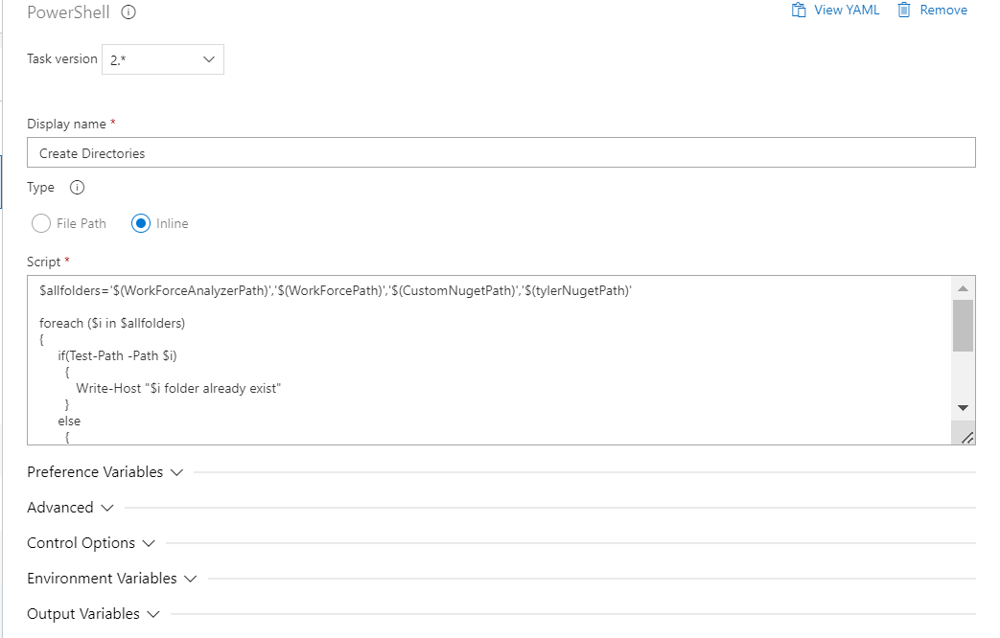 PowerShell
View YAML
Remove
Task version
2.*
Display name *
Create Directories
Type
File Path
Inline
Script *
$allfolders='$(WorkForceAnalyzerPath)','$(WorkForcePath)','$(CustomNugetPath)','$(tylerNugetPath)'
foreach ($i in $allfolders)
{
if(Test-Path -Path $i)
{
Write-Host "$i folder already exist"
}
else
{
Preference Variables
Advanced
Control Options
Environment Variables
Output Variables